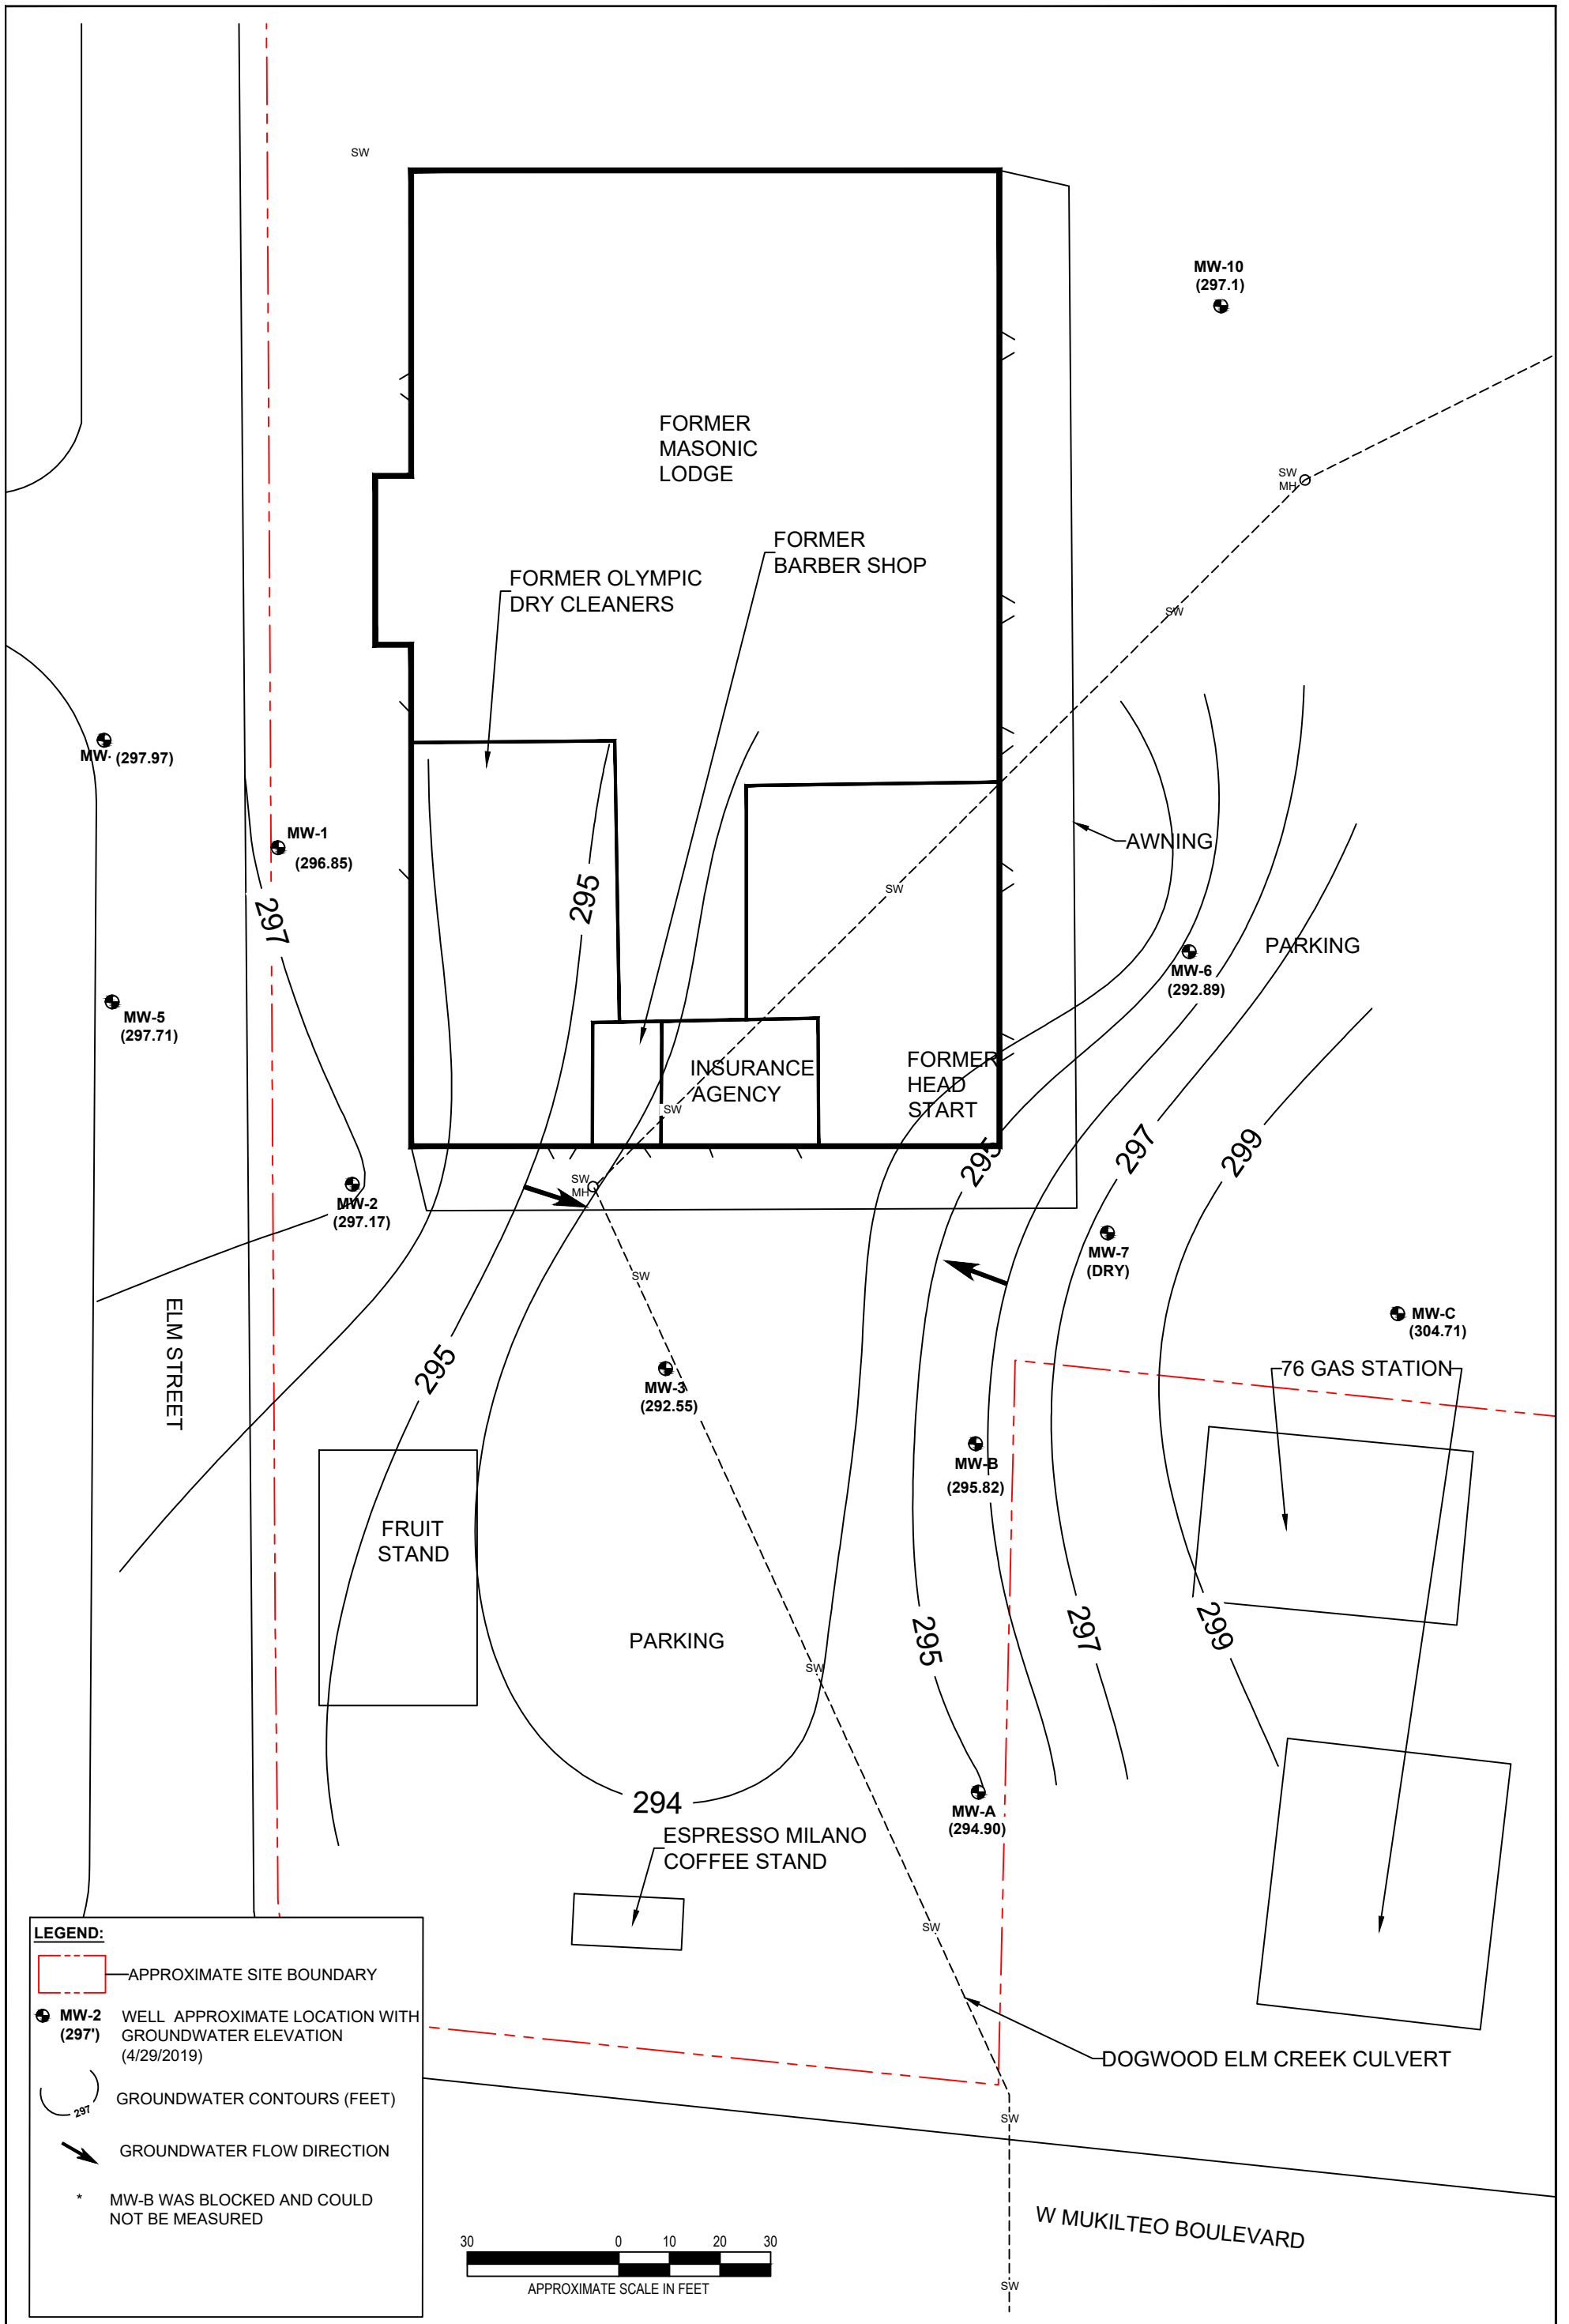 SW
MW-10
(297.1)
FORMER
MASONIC
LODGE
SW
MH
FORMER
BARBER SHOP
FORMER OLYMPIC
DRY CLEANERS
SW
MW-
(297.97)
MW-1
(296.85)
AWNING
295
SW
297
PARKING
MW-6
(292.89)
MW-5
(297.71)
INSURANCE
AGENCY
FORMER
HEAD
START
SW
295
297
299
SW
MH
MW-2
(297.17)
MW-7
(DRY)
SW
ELM STREET
MW-C
(304.71)
295
MW-3
(292.55)
76 GAS STATION
MW-B
(295.82)
FRUIT
STAND
295
297
299
PARKING
SW
294
MW-A
(294.90)
ESPRESSO MILANO
COFFEE STAND
SW
DOGWOOD ELM CREEK CULVERT
SW
W MUKILTEO BOULEVARD
SW
LEGEND:
APPROXIMATE SITE BOUNDARY
MW-2
(297')
WELL APPROXIMATE LOCATION WITH
GROUNDWATER ELEVATION
(4/29/2019)
297
GROUNDWATER CONTOURS (FEET)
GROUNDWATER FLOW DIRECTION
* MW-B WAS BLOCKED AND COULD
NOT BE MEASURED
30 0 10 20 30
APPROXIMATE SCALE IN FEET